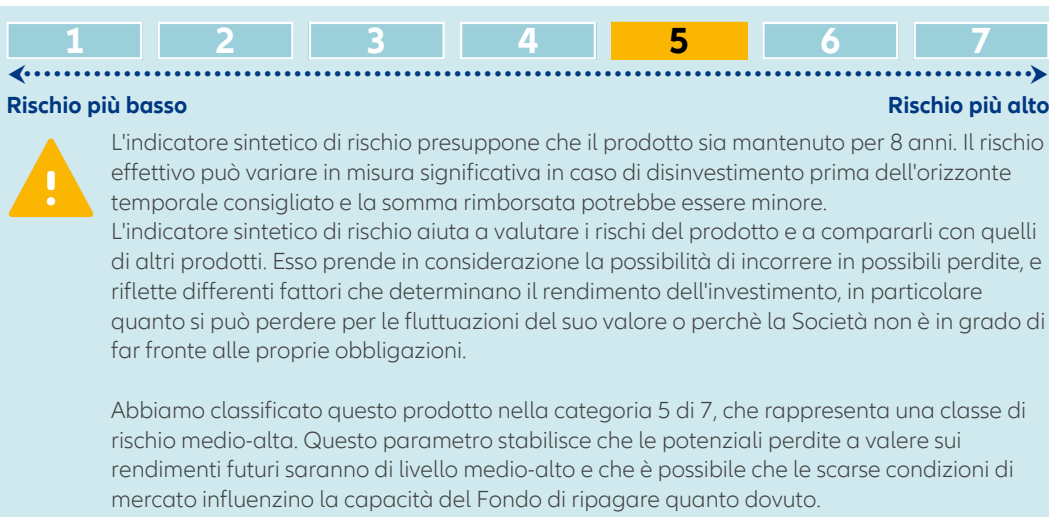 1 2 3 4 5 6 7
Rischio più basso Rischio più alto
L'indicatore sintetico di rischio presuppone che il prodotto sia mantenuto per 8 anni. Il rischio
effettivo può variare in misura significativa in caso di disinvestimento prima dell'orizzonte
temporale consigliato e la somma rimborsata potrebbe essere minore.
L'indicatore sintetico di rischio aiuta a valutare i rischi del prodotto e a compararli con quelli
di altri prodotti. Esso prende in considerazione la possibilità di incorrere in possibili perdite, e
riflette differenti fattori che determinano il rendimento dell'investimento, in particolare
quanto si può perdere per le fluttuazioni del suo valore o perchè la Società non è in grado di
far fronte alle proprie obbligazioni.
Abbiamo classificato questo prodotto nella categoria 5 di 7, che rappresenta una classe di
rischio medio-alta. Questo parametro stabilisce che le potenziali perdite a valere sui
rendimenti futuri saranno di livello medio-alto e che è possibile che le scarse condizioni di
mercato influenzino la capacità del Fondo di ripagare quanto dovuto.